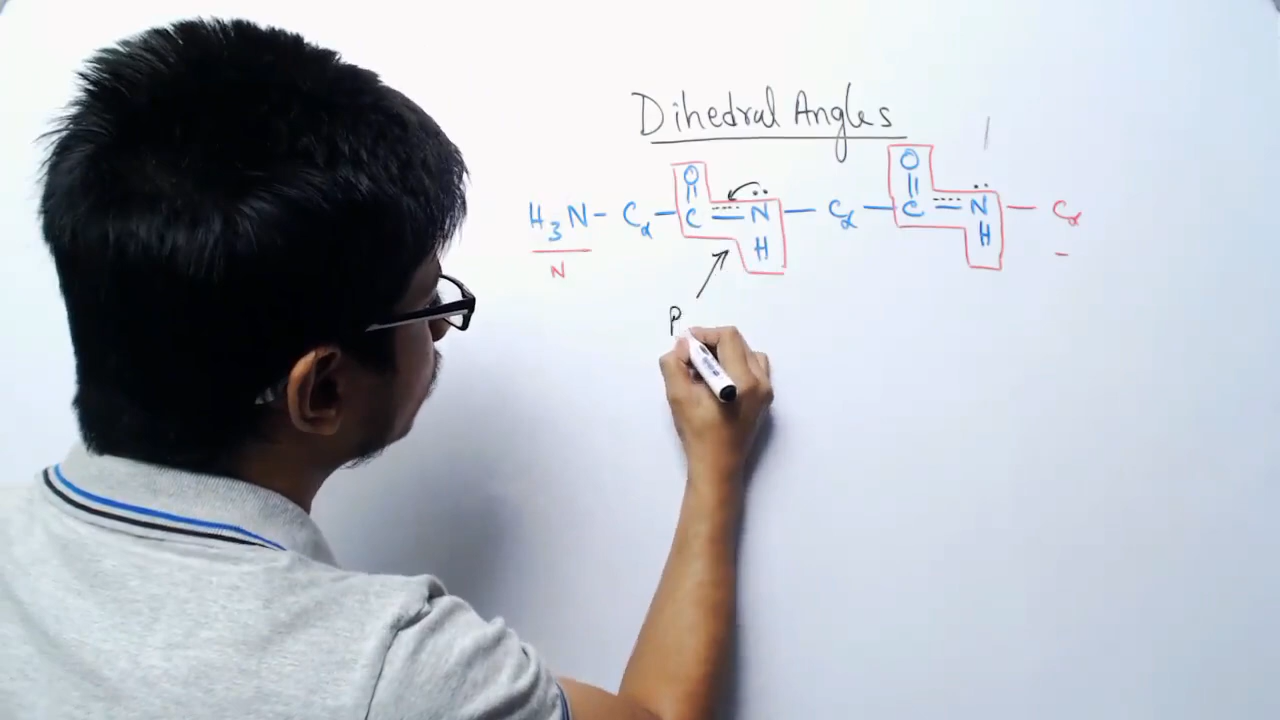 Dihedral Angles
O O
H3N - Cα - C = N̈ - Cα - C = N̈ - Cα
N H H
P